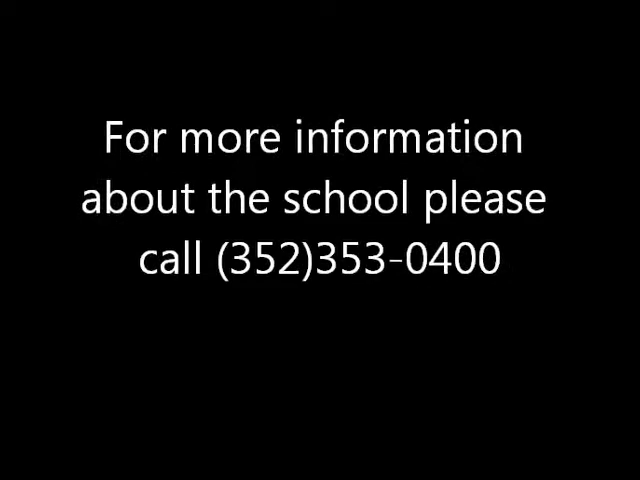 For more information
about the school please
call (352)353-0400